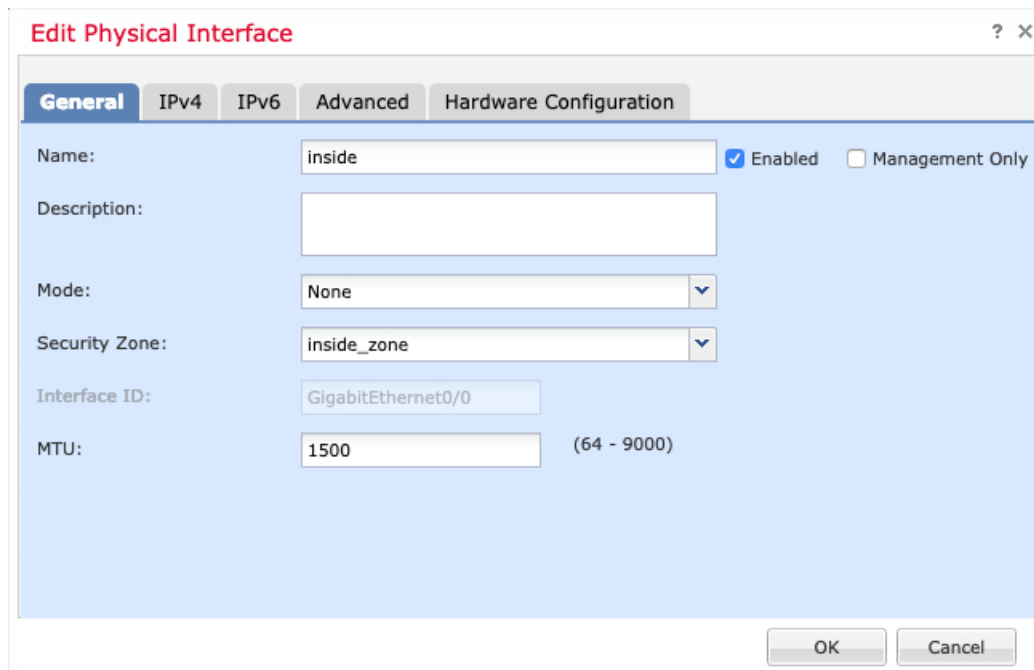 Edit Physical Interface ?
General IPv4 IPv6 Advanced Hardware Configuration
Name: inside Enabled Management Only
Description:
Mode: None
Security Zone: inside_zone
Interface ID: GigabitEthernet0/0
MTU: 1500 (64 - 9000)
OK Cancel